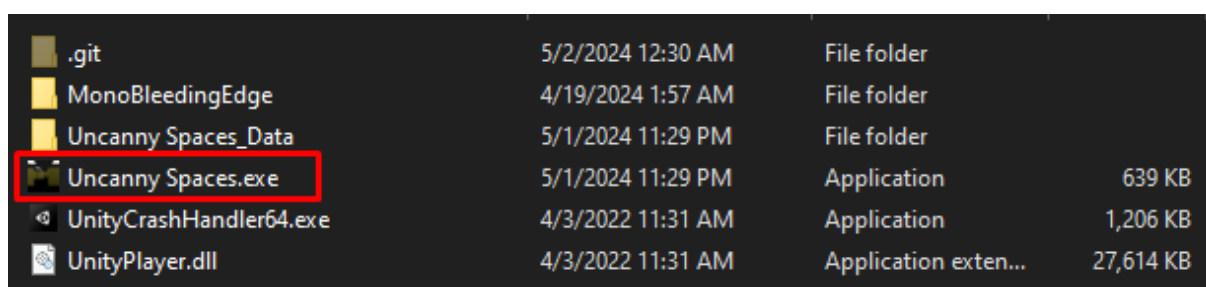 .git 5/2/2024 12:30 AM File folder
MonoBleedingEdge 4/19/2024 1:57 AM File folder
Uncanny Spaces_Data 5/1/2024 11:29 PM File folder
Uncanny Spaces.exe 5/1/2024 11:29 PM Application 639 KB
UnityCrashHandler64.exe 4/3/2022 11:31 AM Application 1,206 KB
UnityPlayer.dll 4/3/2022 11:31 AM Application exten... 27,614 KB